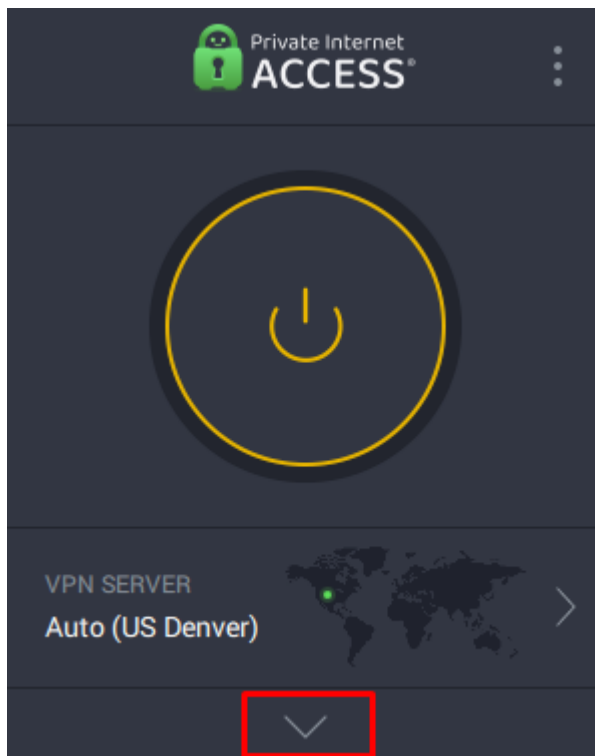 Private Internet
ACCESS®
VPN SERVER
Auto (US Denver)